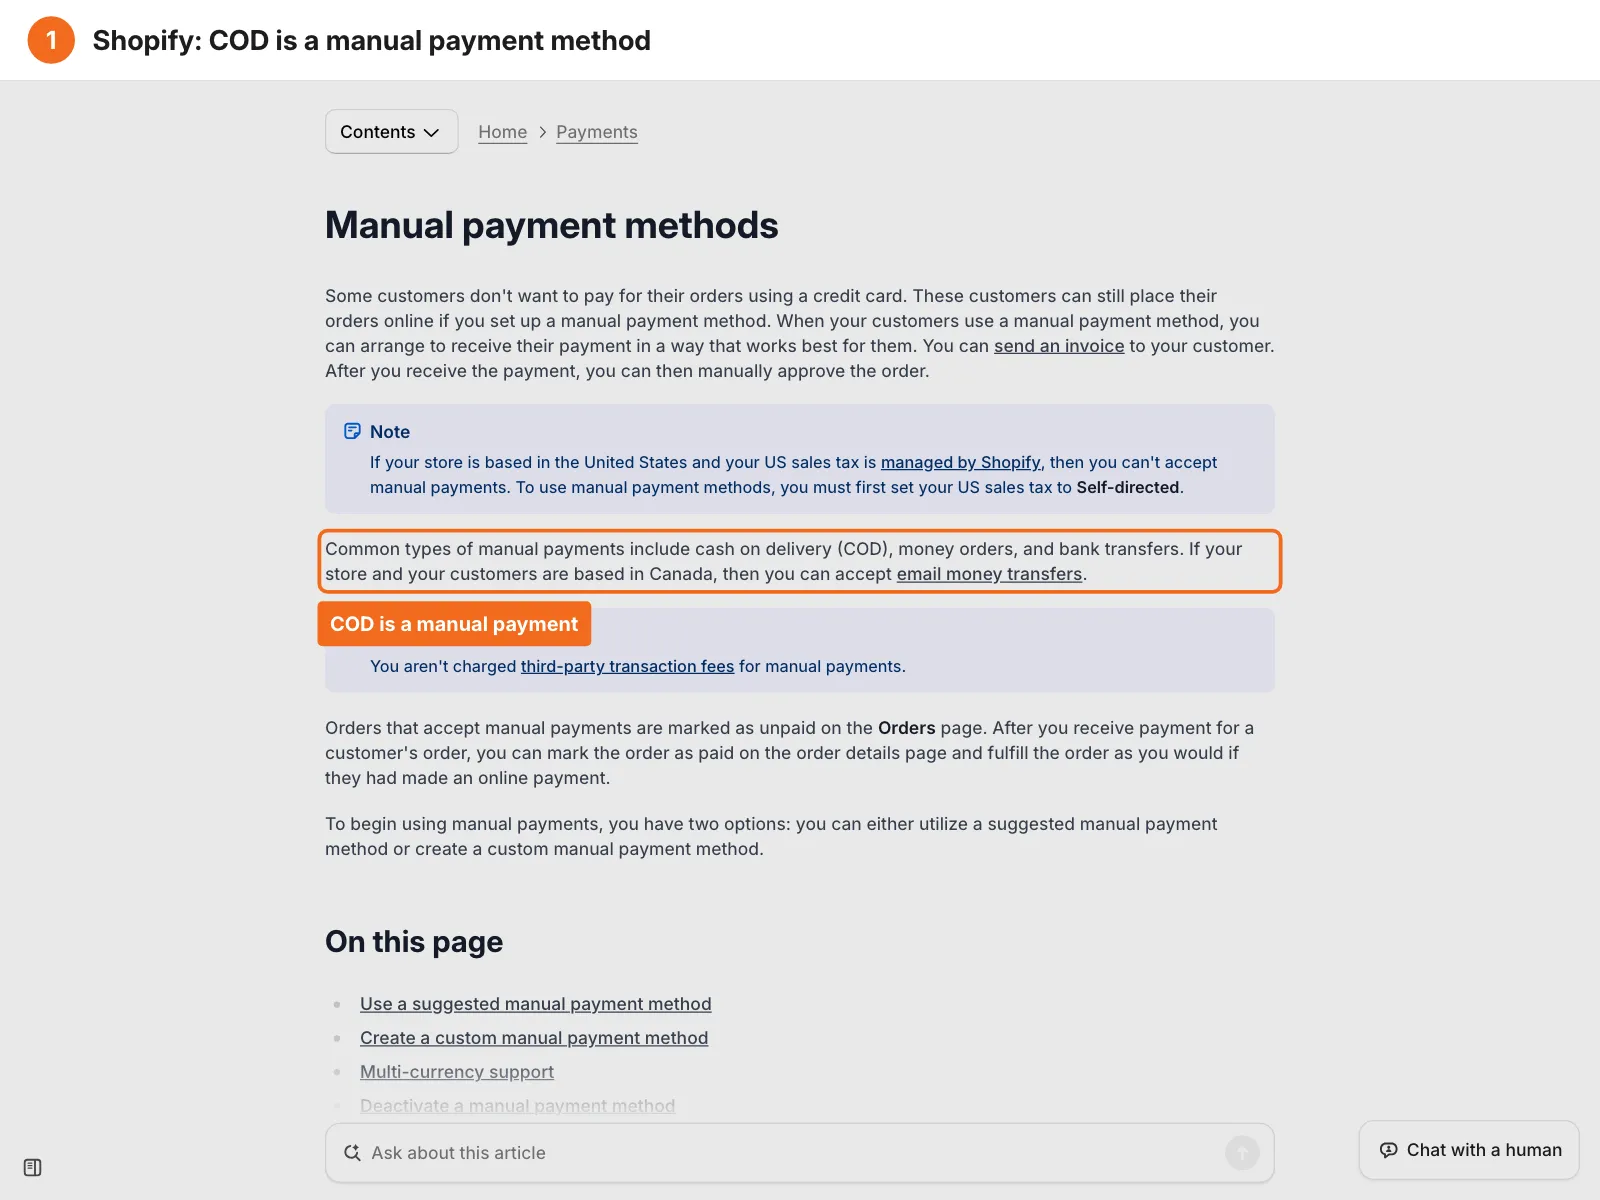 1 Shopify: COD is a manual payment method
Contents
Home > Payments
Manual payment methods
Some customers don't want to pay for their orders using a credit card. These customers can still place their
orders online if you set up a manual payment method. When your customers use a manual payment method, you
can arrange to receive their payment in a way that works best for them. You can send an invoice to your customer.
After you receive the payment, you can then manually approve the order.
Note
If your store is based in the United States and your US sales tax is managed by Shopify, then you can't accept
manual payments. To use manual payment methods, you must first set your US sales tax to Self-directed.
Common types of manual payments include cash on delivery (COD), money orders, and bank transfers. If your
store and your customers are based in Canada, then you can accept email money transfers.
COD is a manual payment
You aren't charged third-party transaction fees for manual payments.
Orders that accept manual payments are marked as unpaid on the Orders page. After you receive payment for a
customer's order, you can mark the order as paid on the order details page and fulfill the order as you would if
they had made an online payment.
To begin using manual payments, you have two options: you can either utilize a suggested manual payment
method or create a custom manual payment method.
On this page
Use a suggested manual payment method
Create a custom manual payment method
Multi-currency support
Deactivate a manual payment method
Ask about this article
Chat with a human